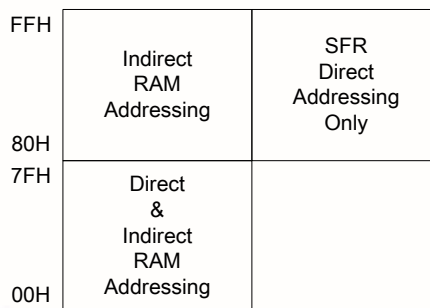 FFH
Indirect
RAM
Addressing
SFR
Direct
Addressing
Only
80H
7FH
Direct
&
Indirect
RAM
Addressing
00H